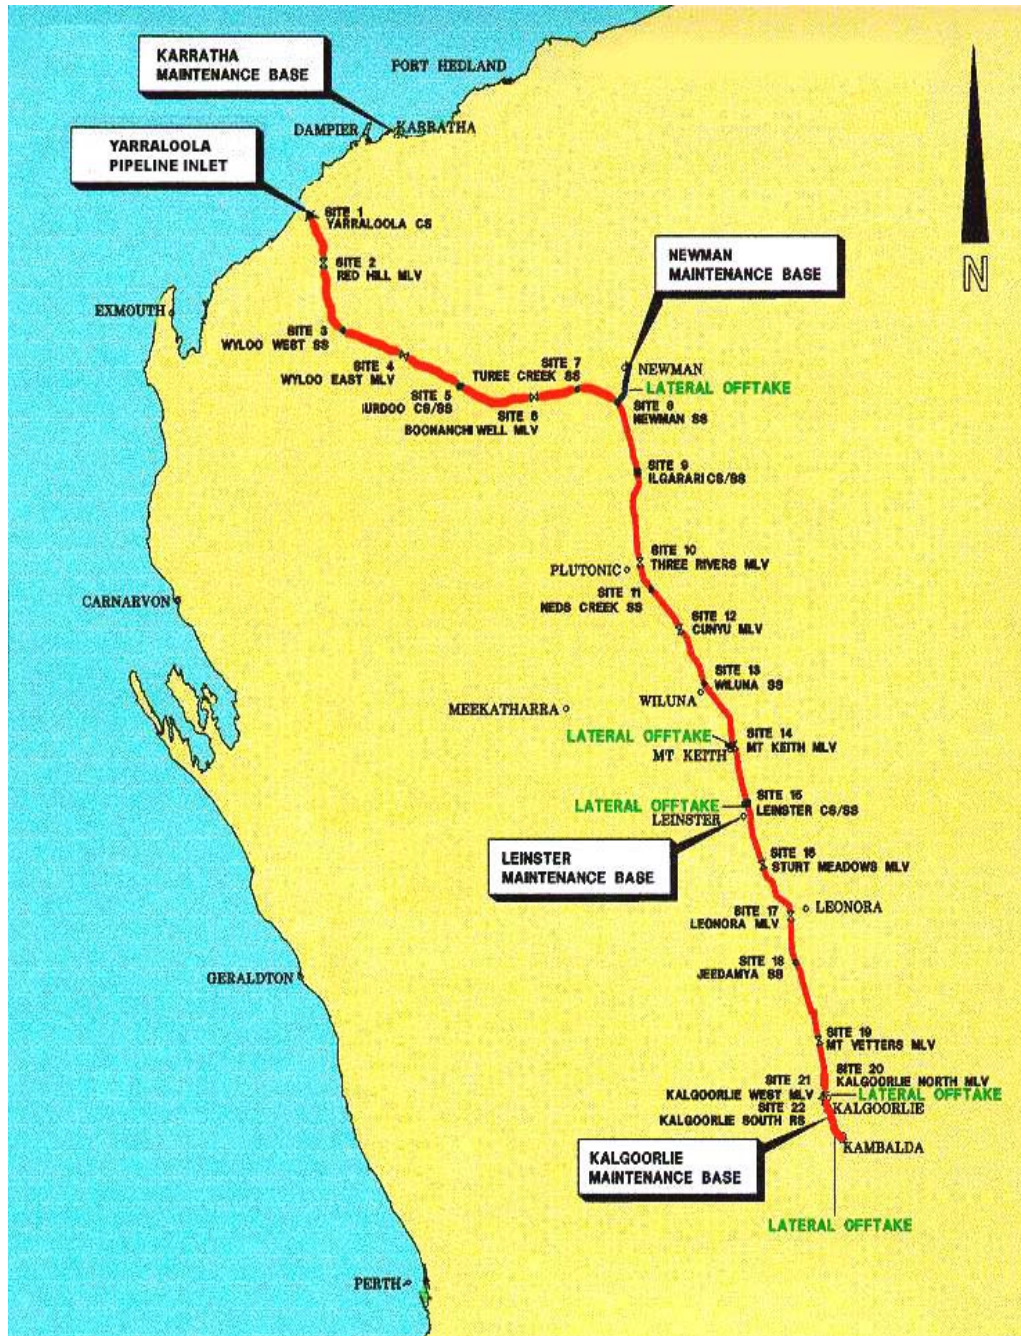 KARRATHA
MAINTENANCE BASE
PORT HEDLAND
DAMPIER
KARRATHA
YARRALOOLA
PIPELINE INLET
SITE 1
YARRALOOLA CS
SITE 2
RED HILL MLV
NEWMAN
MAINTENANCE BASE
N
EXMOUTH
SITE 3
WYLOO WEST SS
SITE 4
WYLOO EAST MLV
SITE 5
URDOO CS/SS
SITE 6
BOONANCHI WELL MLV
SITE 7
TUREE CREEK SS
NEWMAN
LATERAL OFFTAKE
SITE 8
NEWMAN SS
SITE 9
ILGARARI CS/SS
SITE 10
THREE RIVERS MLV
PLUTONIC
SITE 11
NEDS CREEK SS
CARNARVON
SITE 12
CUNYU MLV
SITE 13
WILUNA SS
WILUNA
MEEKATHARRA
LATERAL OFFTAKE
SITE 14
MT KEITH MLV
MT KEITH
LATERAL OFFTAKE
SITE 15
LEINSTER CS/SS
LEINSTER
LEINSTER
MAINTENANCE BASE
SITE 16
STURT MEADOWS MLV
LEONORA
SITE 17
LEONORA MLV
SITE 18
JEEDAMYA SS
GERALDTON
SITE 19
MT VETTERS MLV
SITE 20
KALGOORLIE NORTH MLV
SITE 21
KALGOORLIE WEST MLV
LATERAL OFFTAKE
SITE 22
KALGOORLIE SOUTH RS
KALGOORLIE
KAMBALDA
KALGOORLIE
MAINTENANCE BASE
LATERAL OFFTAKE
PERTH